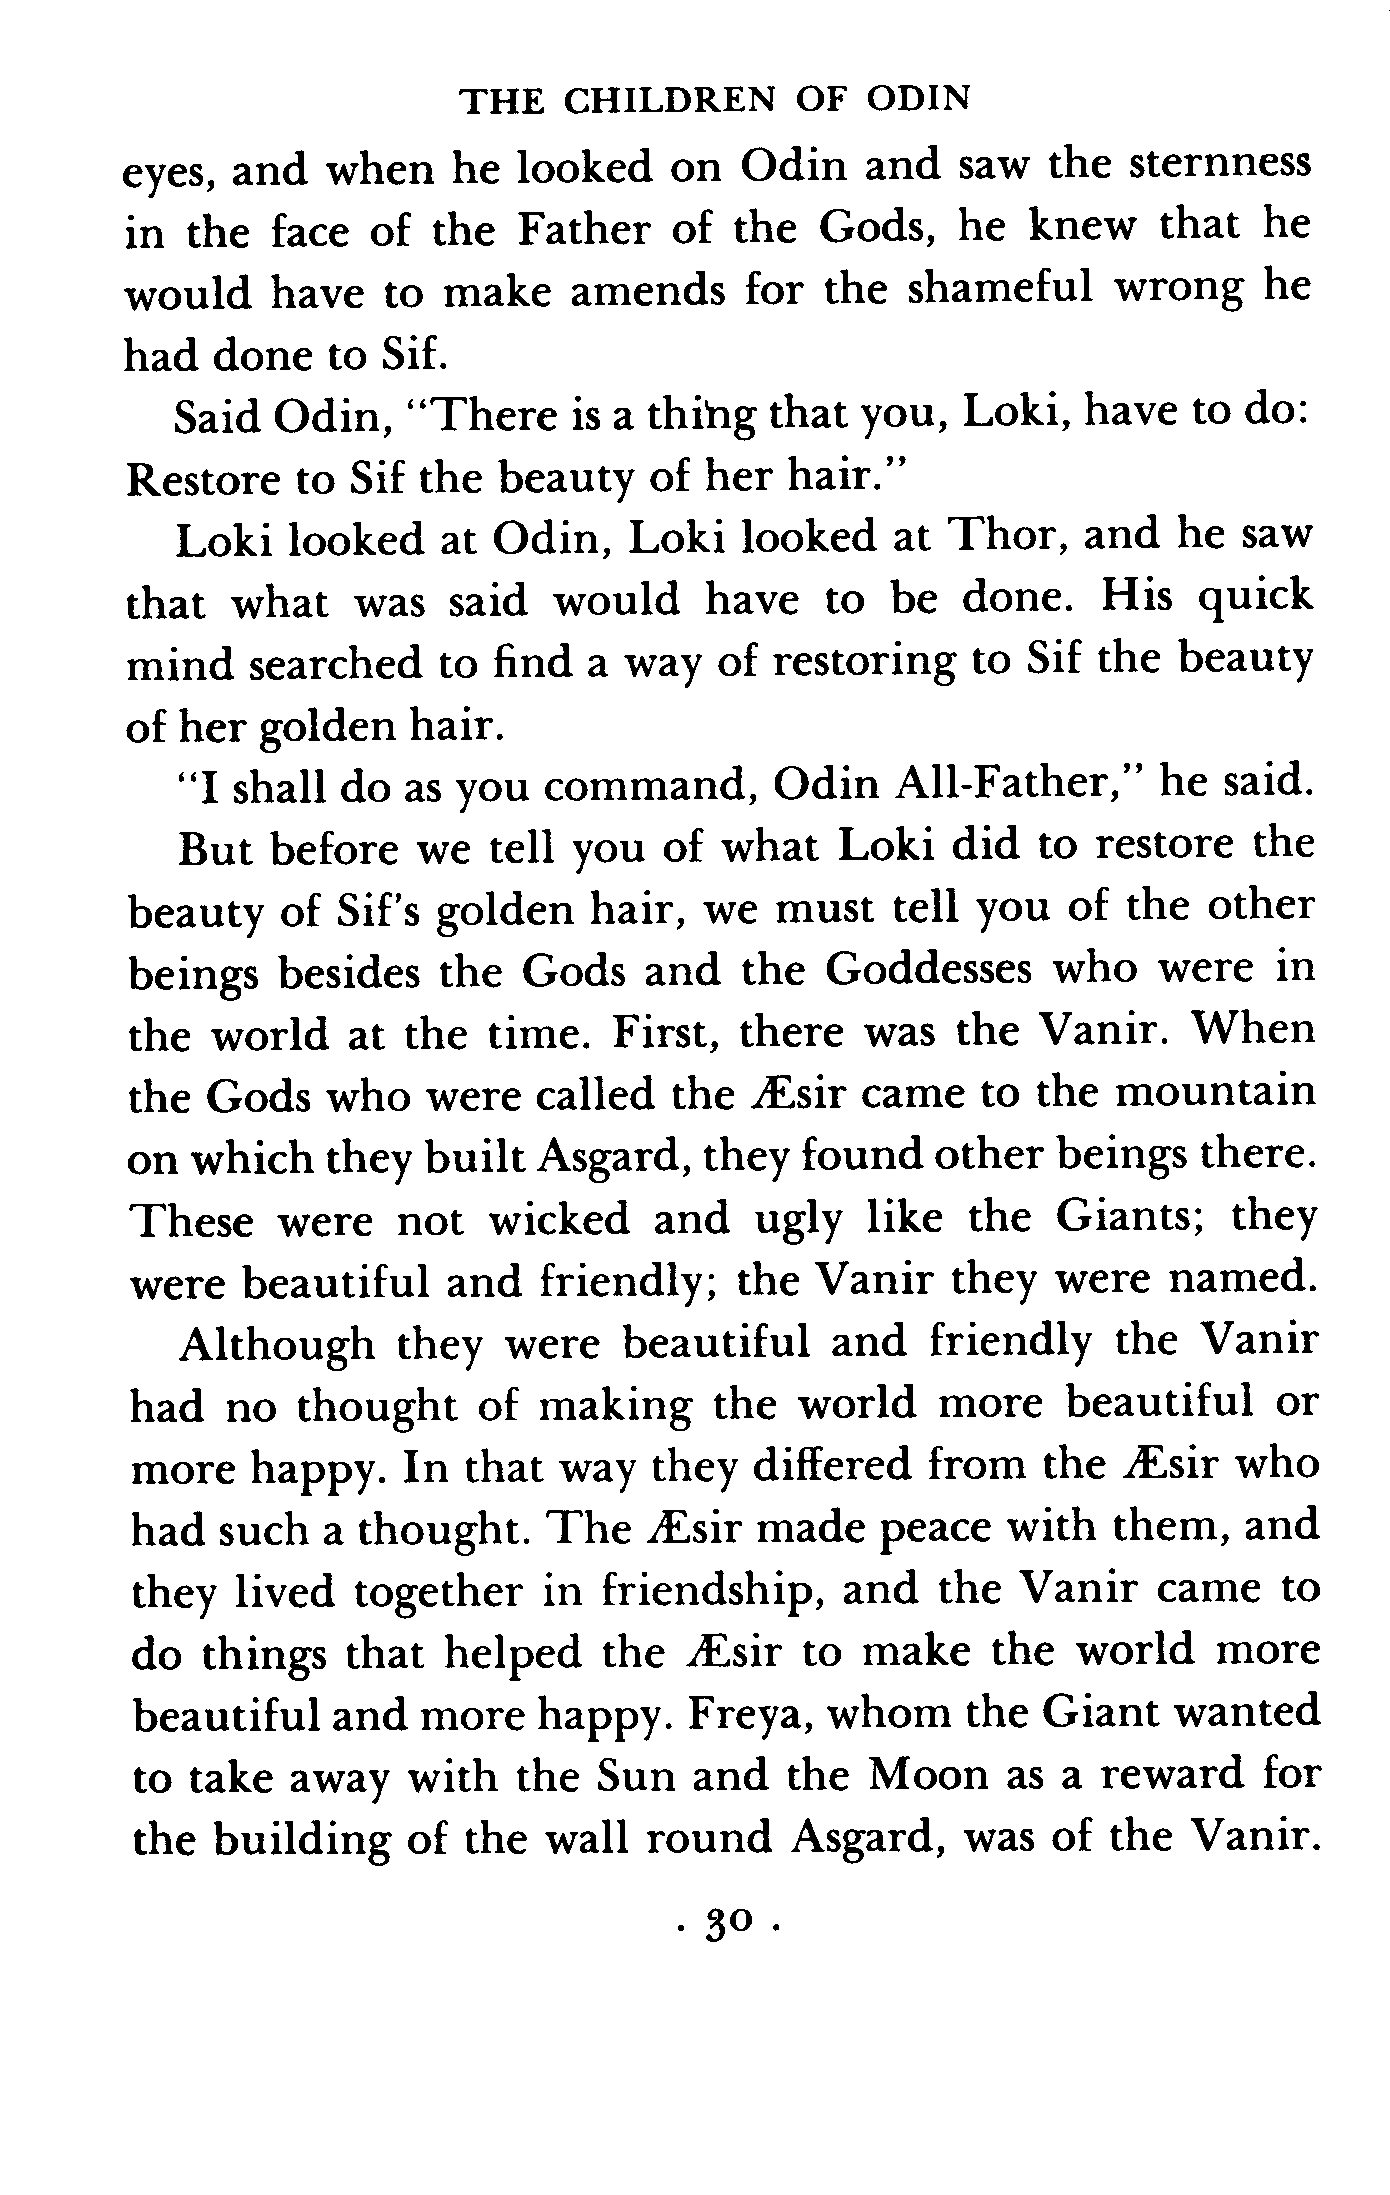 THE CHILDREN OF ODIN
eyes, and when he looked on Odin and saw the sternness
in the face of the Father of the Gods, he knew that he
would have to make amends for the shameful wrong he
had done to Sif.
Said Odin, “There is a thing that you, Loki, have to do:
Restore to Sif the beauty of her hair.”
Loki looked at Odin, Loki looked at Thor, and he saw
that what was said would have to be done. His quick
mind searched to find a way of restoring to Sif the beauty
of her golden hair.
“I shall do as you command, Odin All-Father,” he said.
But before we tell you of what Loki did to restore the
beauty of Sif’s golden hair, we must tell you of the other
beings besides the Gods and the Goddesses who were in
the world at the time. First, there was the Vanir. When
the Gods who were called the Æsir came to the mountain
on which they built Asgard, they found other beings there.
These were not wicked and ugly like the Giants; they
were beautiful and friendly; the Vanir they were named.
Although they were beautiful and friendly the Vanir
had no thought of making the world more beautiful or
more happy. In that way they differed from the Æsir who
had such a thought. The Æsir made peace with them, and
they lived together in friendship, and the Vanir came to
do things that helped the Æsir to make the world more
beautiful and more happy. Freya, whom the Giant wanted
to take away with the Sun and the Moon as a reward for
the building of the wall round Asgard, was of the Vanir.
· 30 ·